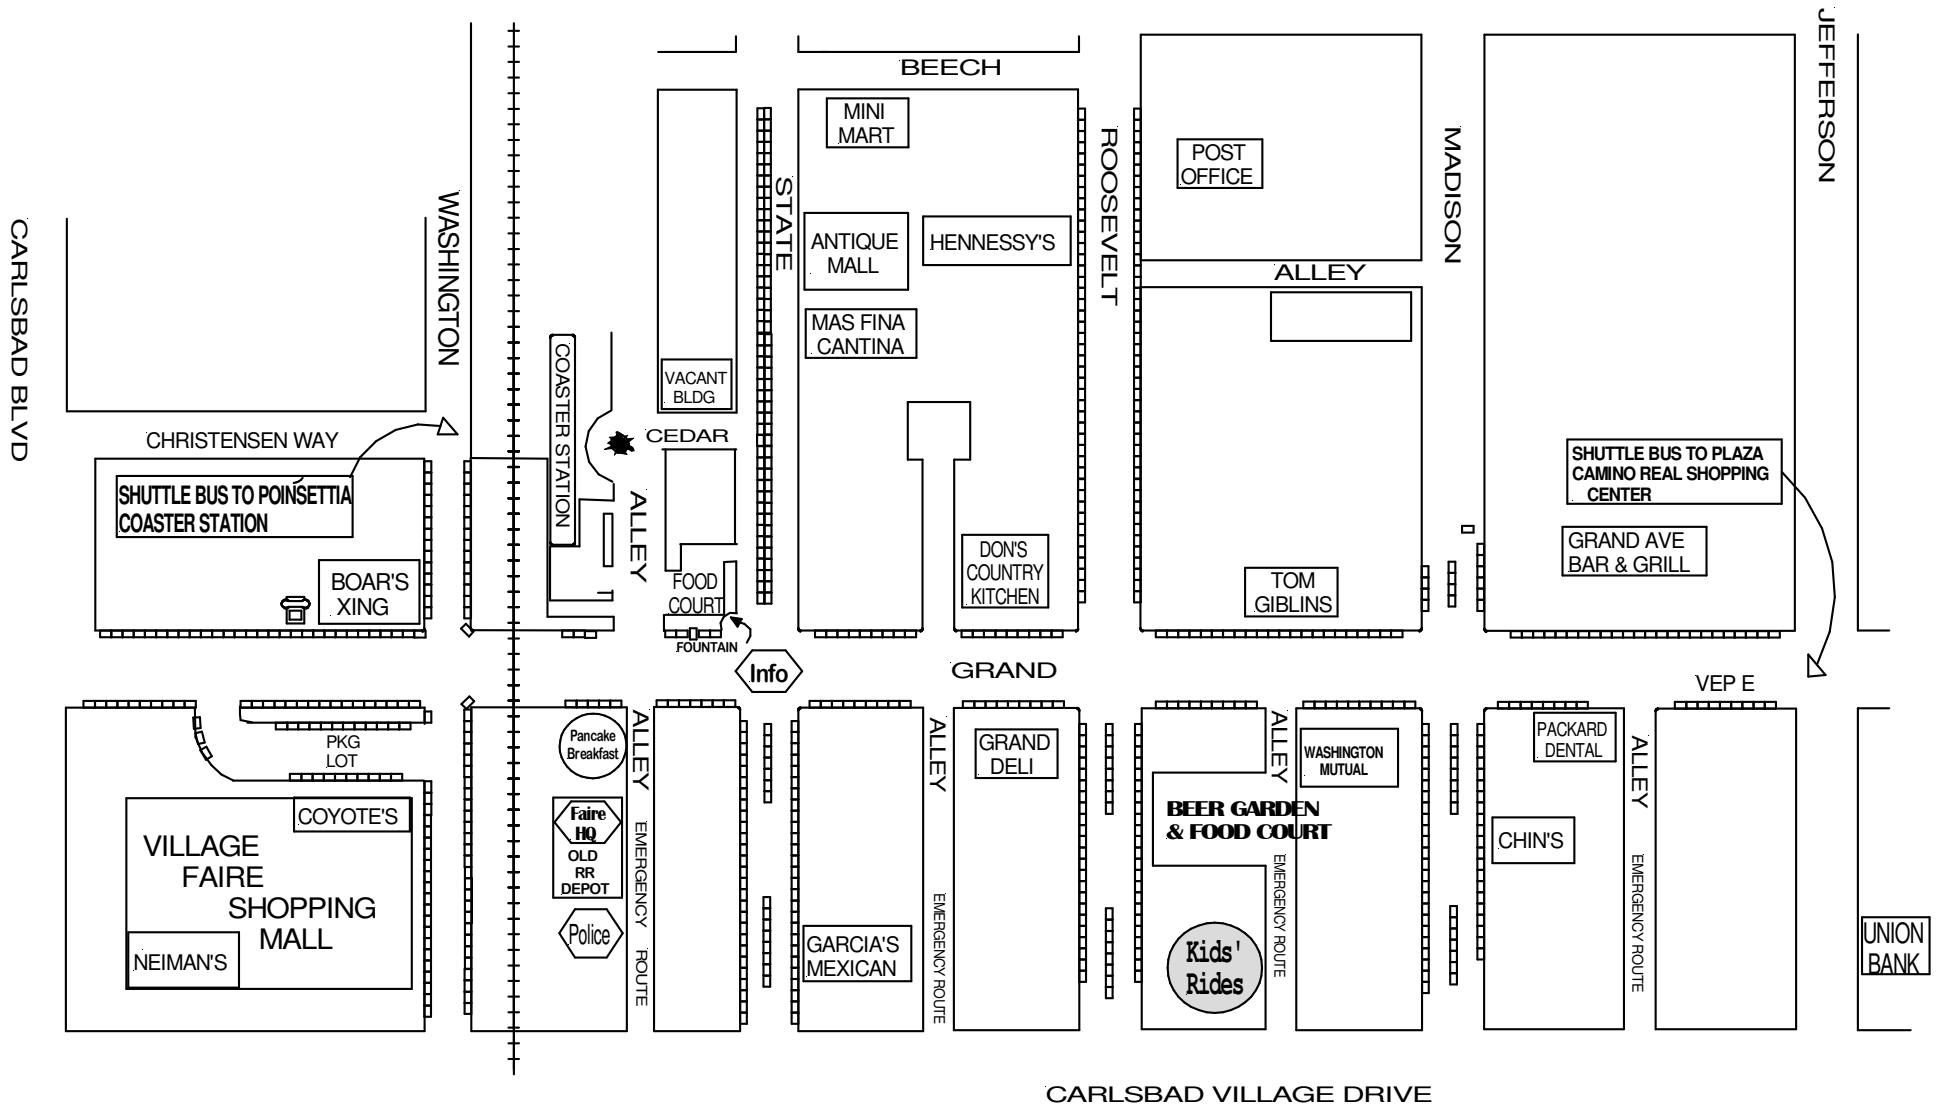 BEECH
JEFFERSON
MINI
MART
ROOSEVELT
MADISON
POST
OFFICE
WASHINGTON
STATE
CARLSBAD BLVD
ANTIQUE
MALL
HENNESSY'S
ALLEY
MAS FINA
CANTINA
COASTER STATION
VACANT
BLDG
CHRISTENSEN WAY
CEDAR
SHUTTLE BUS TO POINSETTIA
COASTER STATION
SHUTTLE BUS TO PLAZA
CAMINO REAL SHOPPING
CENTER
ALLEY
BOAR'S
XING
FOOD
COURT
DON'S
COUNTRY
KITCHEN
TOM
GIBLINS
GRAND AVE
BAR & GRILL
FOUNTAIN
Info
GRAND
VEP E
PKG
LOT
Pancake
Breakfast
ALLEY
ALLEY
GRAND
DELI
ALLEY
WASHINGTON
MUTUAL
PACKARD
DENTAL
ALLEY
COYOTE'S
VILLAGE
FAIRE
SHOPPING
MALL
NEIMAN'S
Faire
HQ
OLD
RR
DEPOT
Police
EMERGENCY ROUTE
GARCIA'S
MEXICAN
EMERGENCY ROUTE
BEER GARDEN
& FOOD COURT
Kids'
Rides
EMERGENCY ROUTE
CHIN'S
EMERGENCY ROUTE
UNION
BANK
CARLSBAD VILLAGE DRIVE